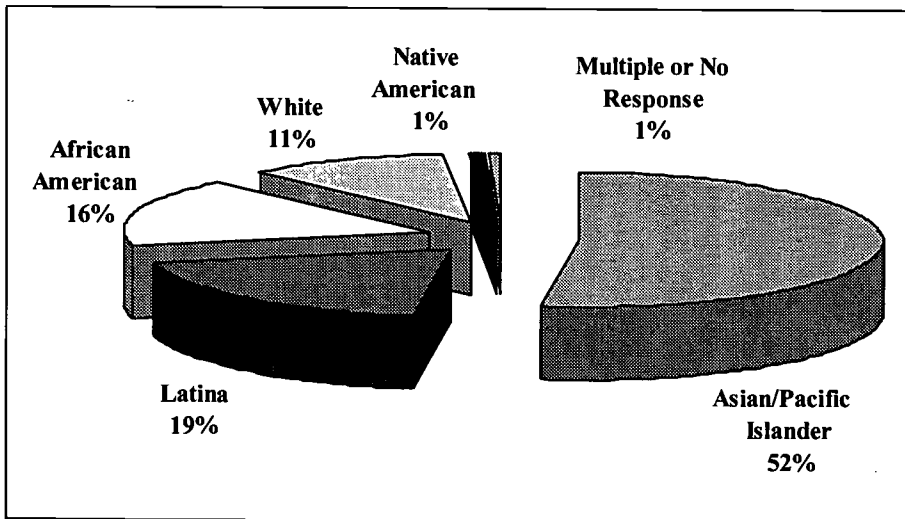 Native
American
1%
Multiple or No
Response
1%
White
11%
African
American
16%
Latina
19%
Asian/Pacific
Islander
52%